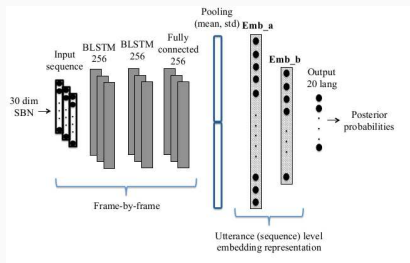 Pooling
(mean, std)
Emb_a
Fully
connected
256
BLSTM
256
BLSTM
256
Input
sequence
Emb_b
Output
20 lang
30 dim
SBN
Posterior
probabilities
Frame-by-frame
Utterance (sequence) level
embedding representation